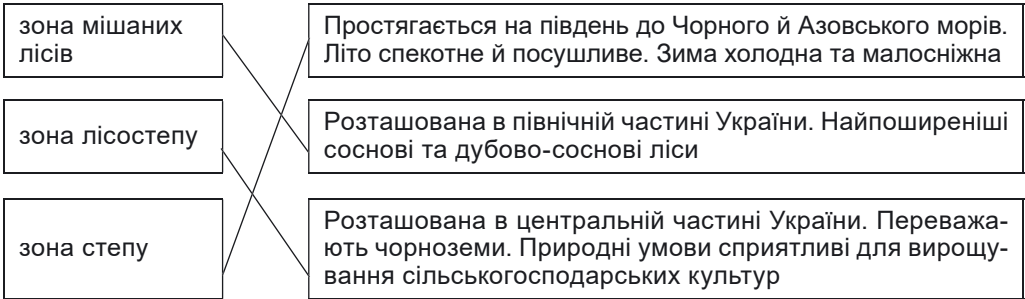 зона мішаних
лісів
Простягається на південь до Чорного й Азовського морів.
Літо спекотне й посушливе. Зима холодна та малосніжна
зона лісостепу
Розташована в північній частині України. Найпоширеніші
соснові та дубово-соснові ліси
зона степу
Розташована в центральній частині України. Переважа-
ють чорноземи. Природні умови сприятливі для вирощу-
вання сільськогосподарських культур